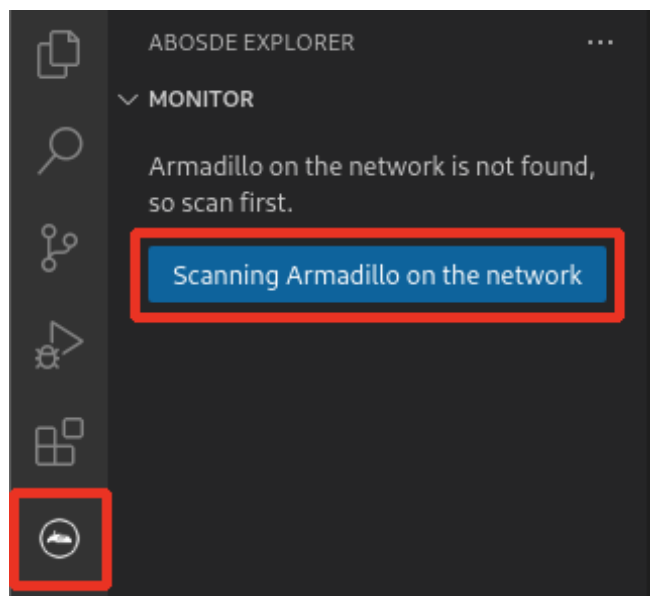 ABOSDE EXPLORER
MONITOR
Armadillo on the network is not found,
so scan first.
Scanning Armadillo on the network